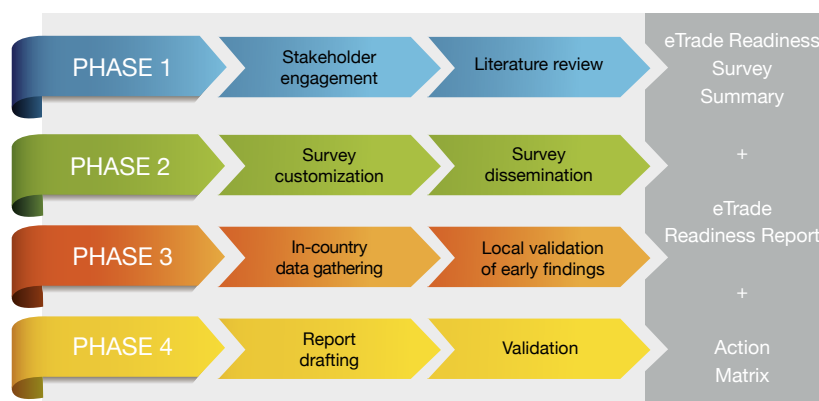 PHASE 1
Stakeholder
engagement
Literature review
PHASE 2
Survey
customization
Survey
dissemination
PHASE 3
In-country
data gathering
Local validation
of early findings
PHASE 4
Report
drafting
Validation
eTrade Readiness
Survey
Summary
+
eTrade
Readiness Report
+
Action
Matrix